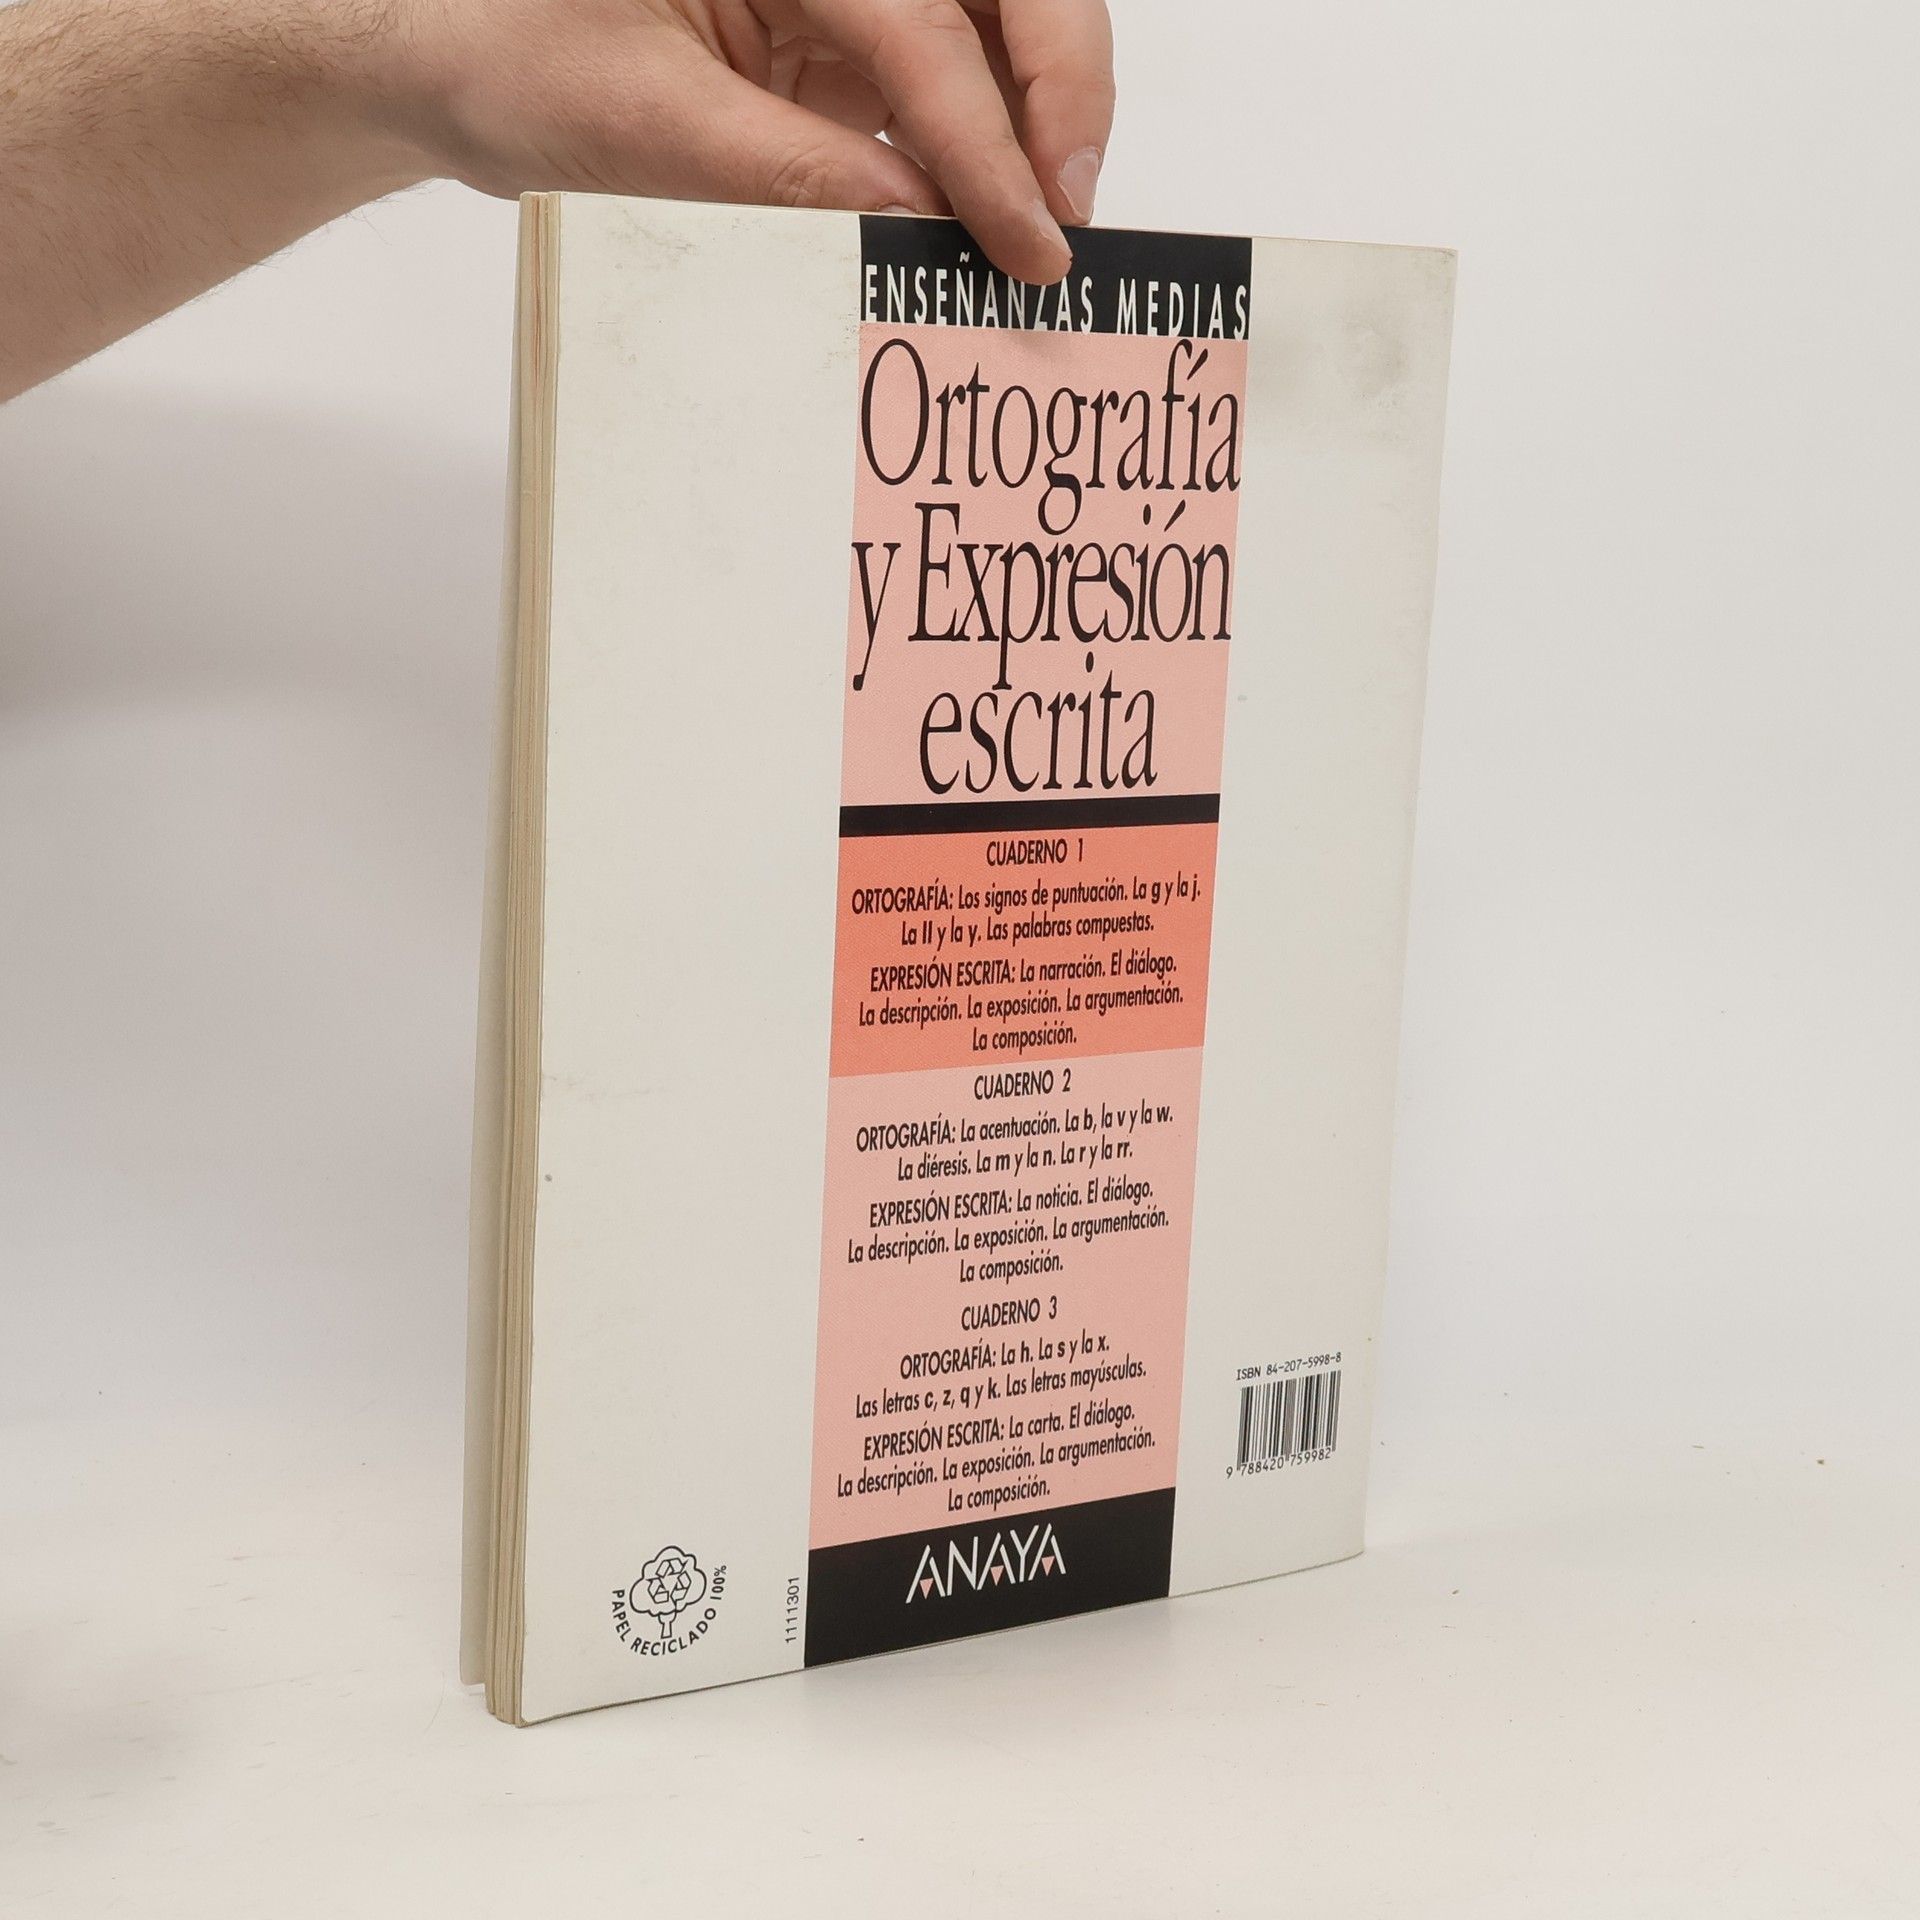 ENSEÑANZAS MEDIAS
Ortografía
y Expresión
escrita
CUADERNO 1
ORTOGRAFÍA: Los signos de puntuación. La g y la j.
La ll y la y. Las palabras compuestas.
EXPRESIÓN ESCRITA: La narración. El diálogo.
La descripción. La exposición. La argumentación.
La composición.
CUADERNO 2
ORTOGRAFÍA: La acentuación. La b, la v y la w.
La diéresis. La m y la n. La r y la rr.
EXPRESIÓN ESCRITA: La noticia. El diálogo.
La descripción. La exposición. La argumentación.
La composición.
CUADERNO 3
ORTOGRAFÍA: La h. La s y la x.
Las letras c, z, q y k. Las letras mayúsculas.
EXPRESIÓN ESCRITA: La carta. El diálogo.
La descripción. La exposición. La argumentación.
La composición.
ANAYA
PAPEL RECICLADO 100%
1111301
ISBN 84-207-5998-8
9 788420 759982